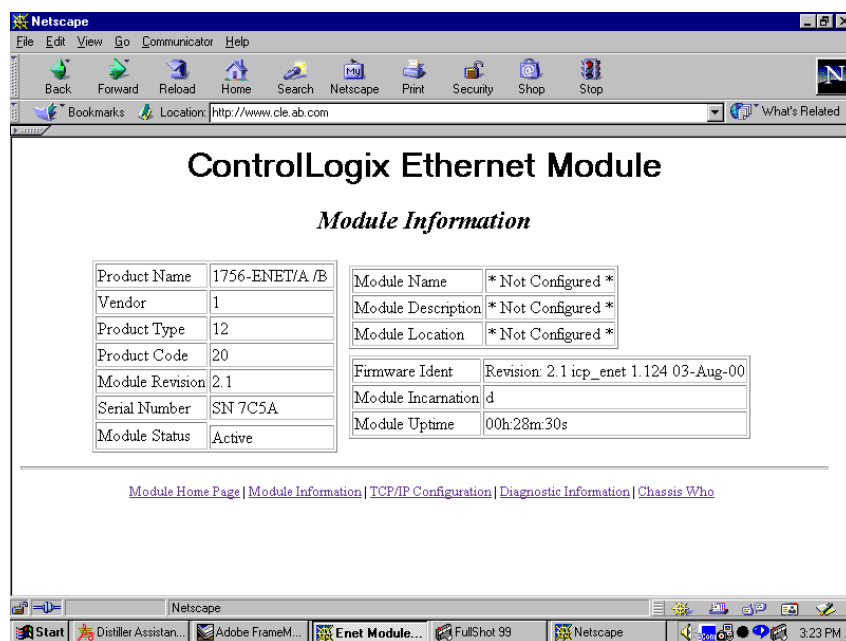 Netscape
File Edit View Go Communicator Help
Back Forward Reload Home Search Netscape Print Security Shop Stop
My
N
Bookmarks Location: http://www.cle.ab.com What's Related
ControlLogix Ethernet Module
Module Information
Product Name 1756-ENET/A /B
Vendor 1
Product Type 12
Product Code 20
Module Revision 2.1
Serial Number SN 7C5A
Module Status Active
Module Name * Not Configured *
Module Description * Not Configured *
Module Location * Not Configured *
Firmware Ident Revision: 2.1 icp_enet 1.124 03-Aug-00
Module Incarnation d
Module Uptime 00h:28m:30s
Module Home Page | Module Information | TCP/IP Configuration | Diagnostic Information | Chassis Who
Netscape
Start Distiller Assistan... Adobe FrameM... Enet Module... FullShot 99 Netscape 3:23 PM